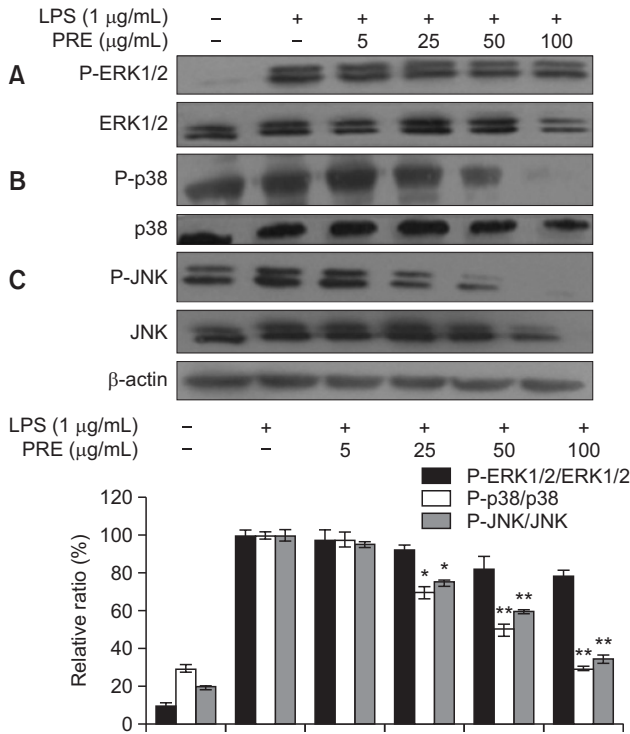 LPS (1 μg/mL) – + + + + +
PRE (μg/mL) – – 5 25 50 100
A P-ERK1/2
ERK1/2
B P-p38
p38
C P-JNK
JNK
β-actin
LPS (1 μg/mL) – + + + + +
PRE (μg/mL) – – 5 25 50 100
P-ERK1/2/ERK1/2
P-p38/p38
P-JNK/JNK
Relative ratio (%)
120
100
80
60
40
20
0
* *
** **
** **